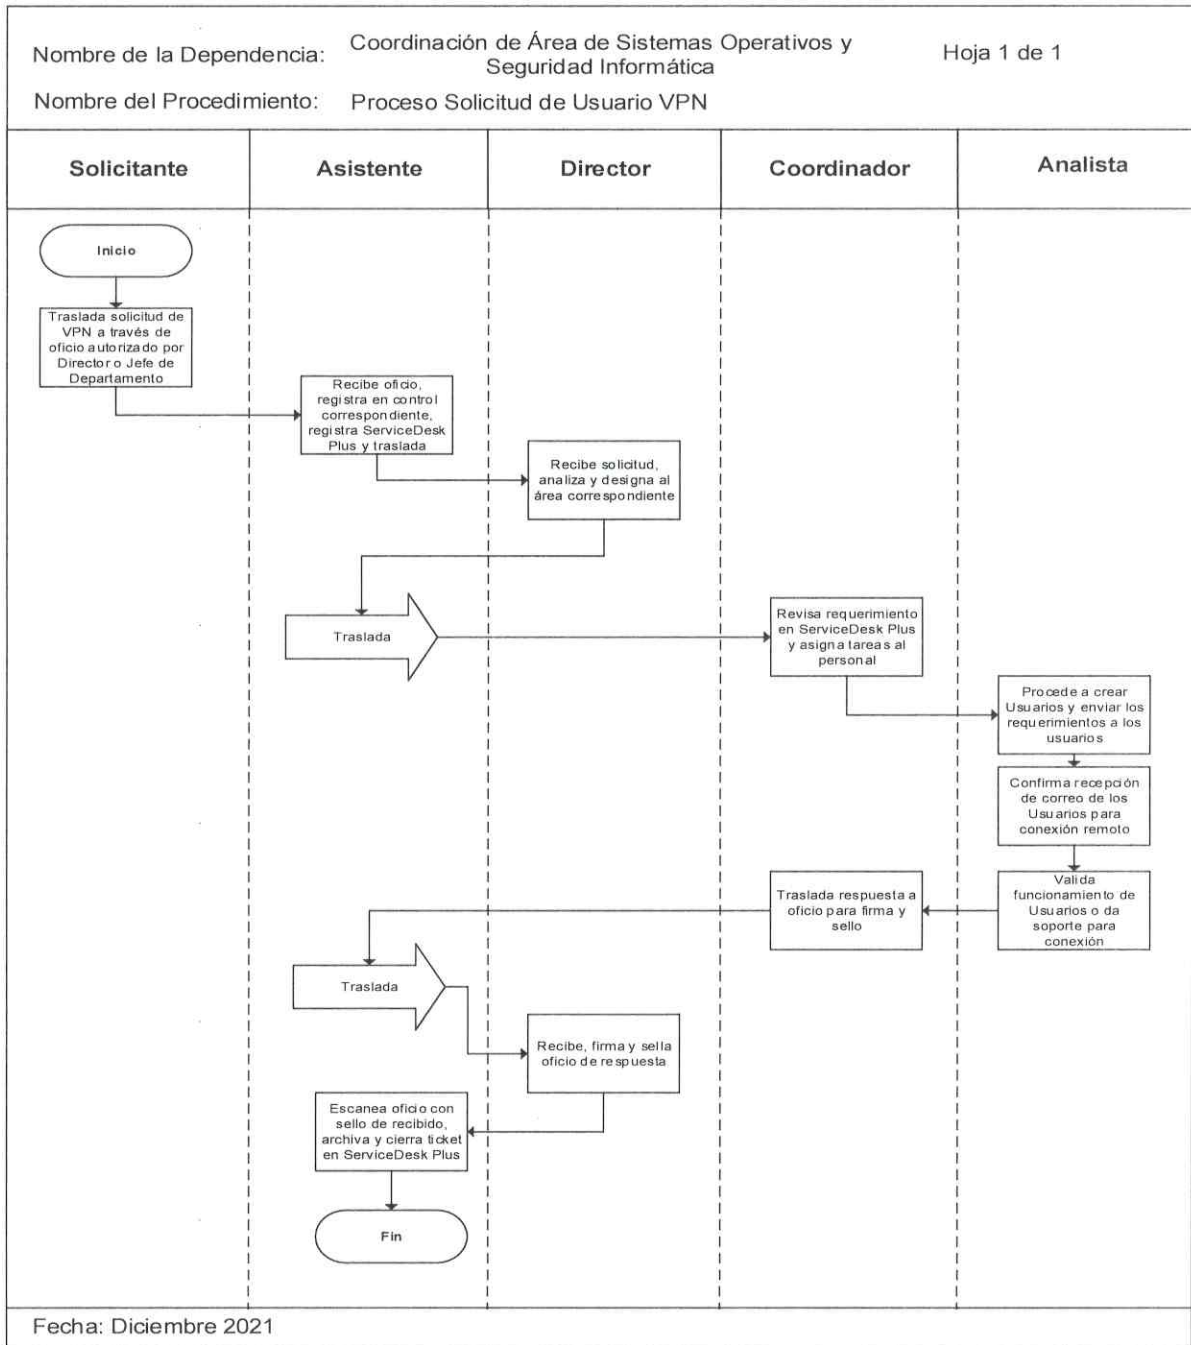 Nombre de la Dependencia:
Coordinación de Área de Sistemas Operativos y
Seguridad Informática
Hoja 1 de 1
Nombre del Procedimiento:
Proceso Solicitud de Usuario VPN
Solicitante
Asistente
Director
Coordinador
Analista
Inicio
Traslada solicitud de
VPN a través de
oficio autorizado por
Director o Jefe de
Departamento
Recibe oficio,
registra en control
correspondiente,
registra ServiceDesk
Plus y traslada
Recibe solicitud,
analiza y designa al
área correspondiente
Traslada
Revisa requerimiento
en ServiceDesk Plus
y asigna tareas al
personal
Procede a crear
Usuarios y enviar los
requerimientos a los
usuarios
Confirma recepción
de correo de los
Usuarios para
conexión remoto
Valida
funcionamiento de
Usuarios o da
soporte para
conexión
Traslada respuesta a
oficio para firma y
sello
Traslada
Recibe, firma y sella
oficio de respuesta
Escanea oficio con
sello de recibido,
archiva y cierra ticket
en ServiceDesk Plus
Fin
Fecha: Diciembre 2021